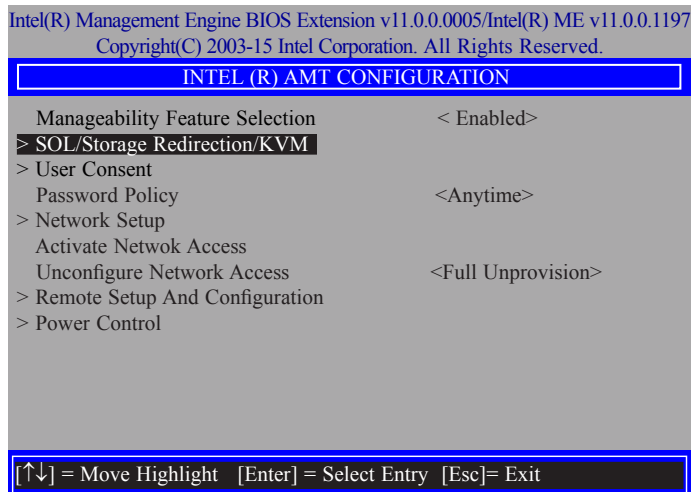 Intel(R) Management Engine BIOS Extension v11.0.0.0005/Intel(R) ME v11.0.0.1197
Copyright(C) 2003-15 Intel Corporation. All Rights Reserved.
INTEL (R) AMT CONFIGURATION
Manageability Feature Selection < Enabled>
> SOL/Storage Redirection/KVM
> User Consent
Password Policy <Anytime>
> Network Setup
Activate Netwok Access
Unconfigure Network Access <Full Unprovision>
> Remote Setup And Configuration
> Power Control
[↑↓] = Move Highlight [Enter] = Select Entry [Esc]= Exit